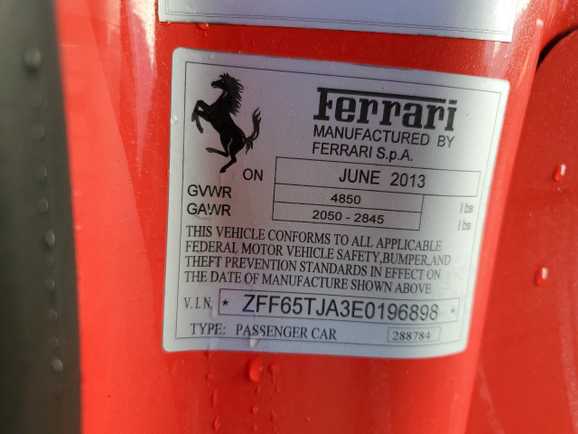 Ferrari
MANUFACTURED BY
FERRARI S.p.A.
ON JUNE 2013
GVWR 4850 lbs
GAWR 2050 - 2845 lbs
THIS VEHICLE CONFORMS TO ALL APPLICABLE
FEDERAL MOTOR VEHICLE SAFETY,BUMPER,AND
THEFT PREVENTION STANDARDS IN EFFECT ON
THE DATE OF MANUFACTURE SHOWN ABOVE
V.I.N. * ZFF65TJA3E0196898 *
TYPE: PASSENGER CAR 288784